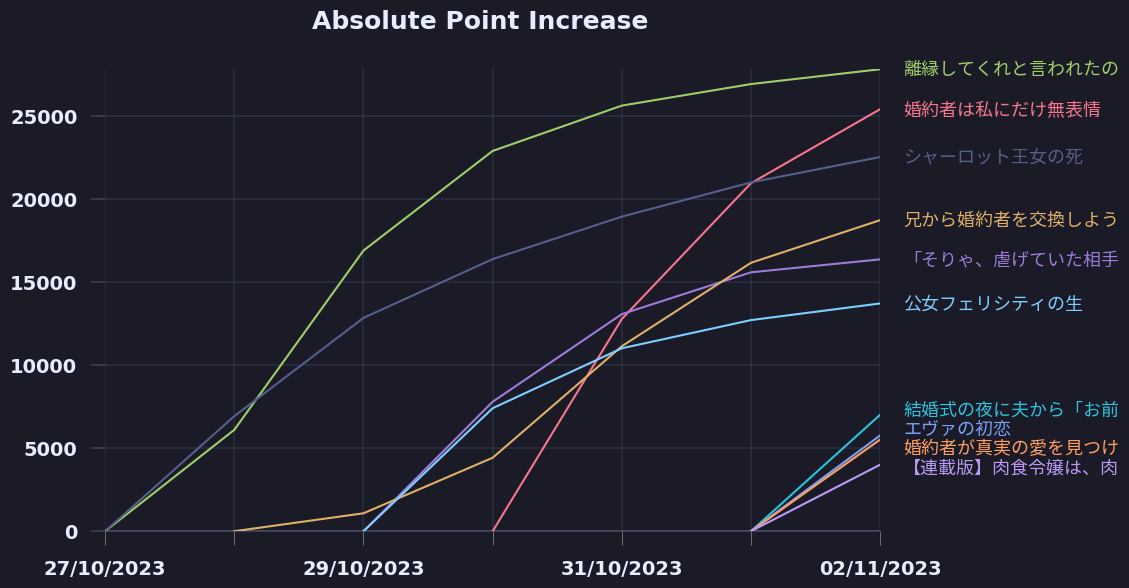 Absolute Point Increase
離縁してくれと言われたの
25000
婚約者は私にだけ無表情
シャーロット王女の死
20000
兄から婚約者を交換しよう
「そりゃ、虐げていた相手
15000
公女フェリシティの生
10000
結婚式の夜に夫から「お前
エヴァの初恋
5000
婚約者が真実の愛を見つけ
【連載版】肉食令嬢は、肉
0
27/10/2023
29/10/2023
31/10/2023
02/11/2023